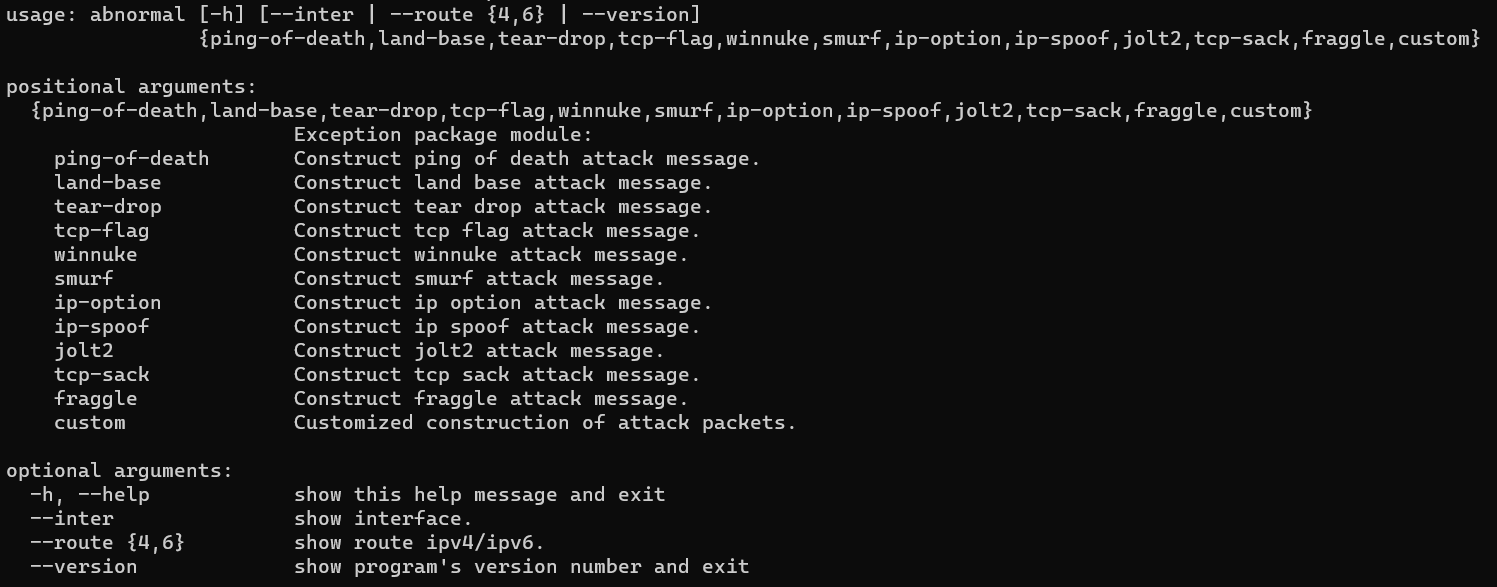 usage: abnormal [-h] [--inter | --route {4,6} | --version]
                {ping-of-death,land-base,tear-drop,tcp-flag,winnuke,smurf,ip-option,ip-spoof,jolt2,tcp-sack,fraggle,custom}
positional arguments:
  {ping-of-death,land-base,tear-drop,tcp-flag,winnuke,smurf,ip-option,ip-spoof,jolt2,tcp-sack,fraggle,custom}
                        Exception package module:
    ping-of-death       Construct ping of death attack message.
    land-base           Construct land base attack message.
    tear-drop           Construct tear drop attack message.
    tcp-flag            Construct tcp flag attack message.
    winnuke             Construct winnuke attack message.
    smurf               Construct smurf attack message.
    ip-option           Construct ip option attack message.
    ip-spoof            Construct ip spoof attack message.
    jolt2               Construct jolt2 attack message.
    tcp-sack            Construct tcp sack attack message.
    fraggle             Construct fraggle attack message.
    custom              Customized construction of attack packets.
optional arguments:
  -h, --help            show this help message and exit
  --inter               show interface.
  --route {4,6}         show route ipv4/ipv6.
  --version             show program's version number and exit